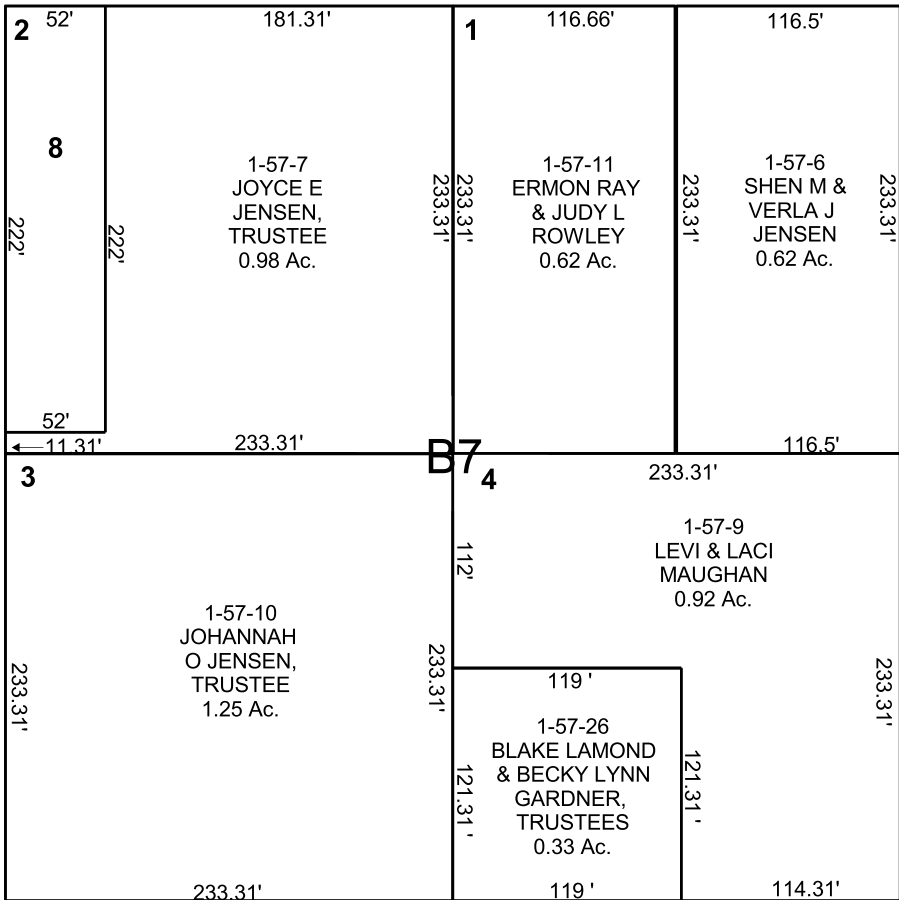 52'
181.31'
116.66'
116.5'
2
1
8
1-57-7
JOYCE E
JENSEN,
TRUSTEE
0.98 Ac.
1-57-11
ERMON RAY
& JUDY L
ROWLEY
0.62 Ac.
1-57-6
SHEN M &
VERLA J
JENSEN
0.62 Ac.
222'
222'
233.31'
233.31'
233.31'
233.31'
52'
11.31'
233.31'
116.5'
B7
3
4
233.31'
1-57-9
LEVI & LACI
MAUGHAN
0.92 Ac.
112'
1-57-10
JOHANNAH
O JENSEN,
TRUSTEE
1.25 Ac.
233.31'
233.31'
233.31'
119 '
1-57-26
BLAKE LAMOND
& BECKY LYNN
GARDNER,
TRUSTEES
0.33 Ac.
121.31 '
121.31 '
233.31'
119 '
114.31'